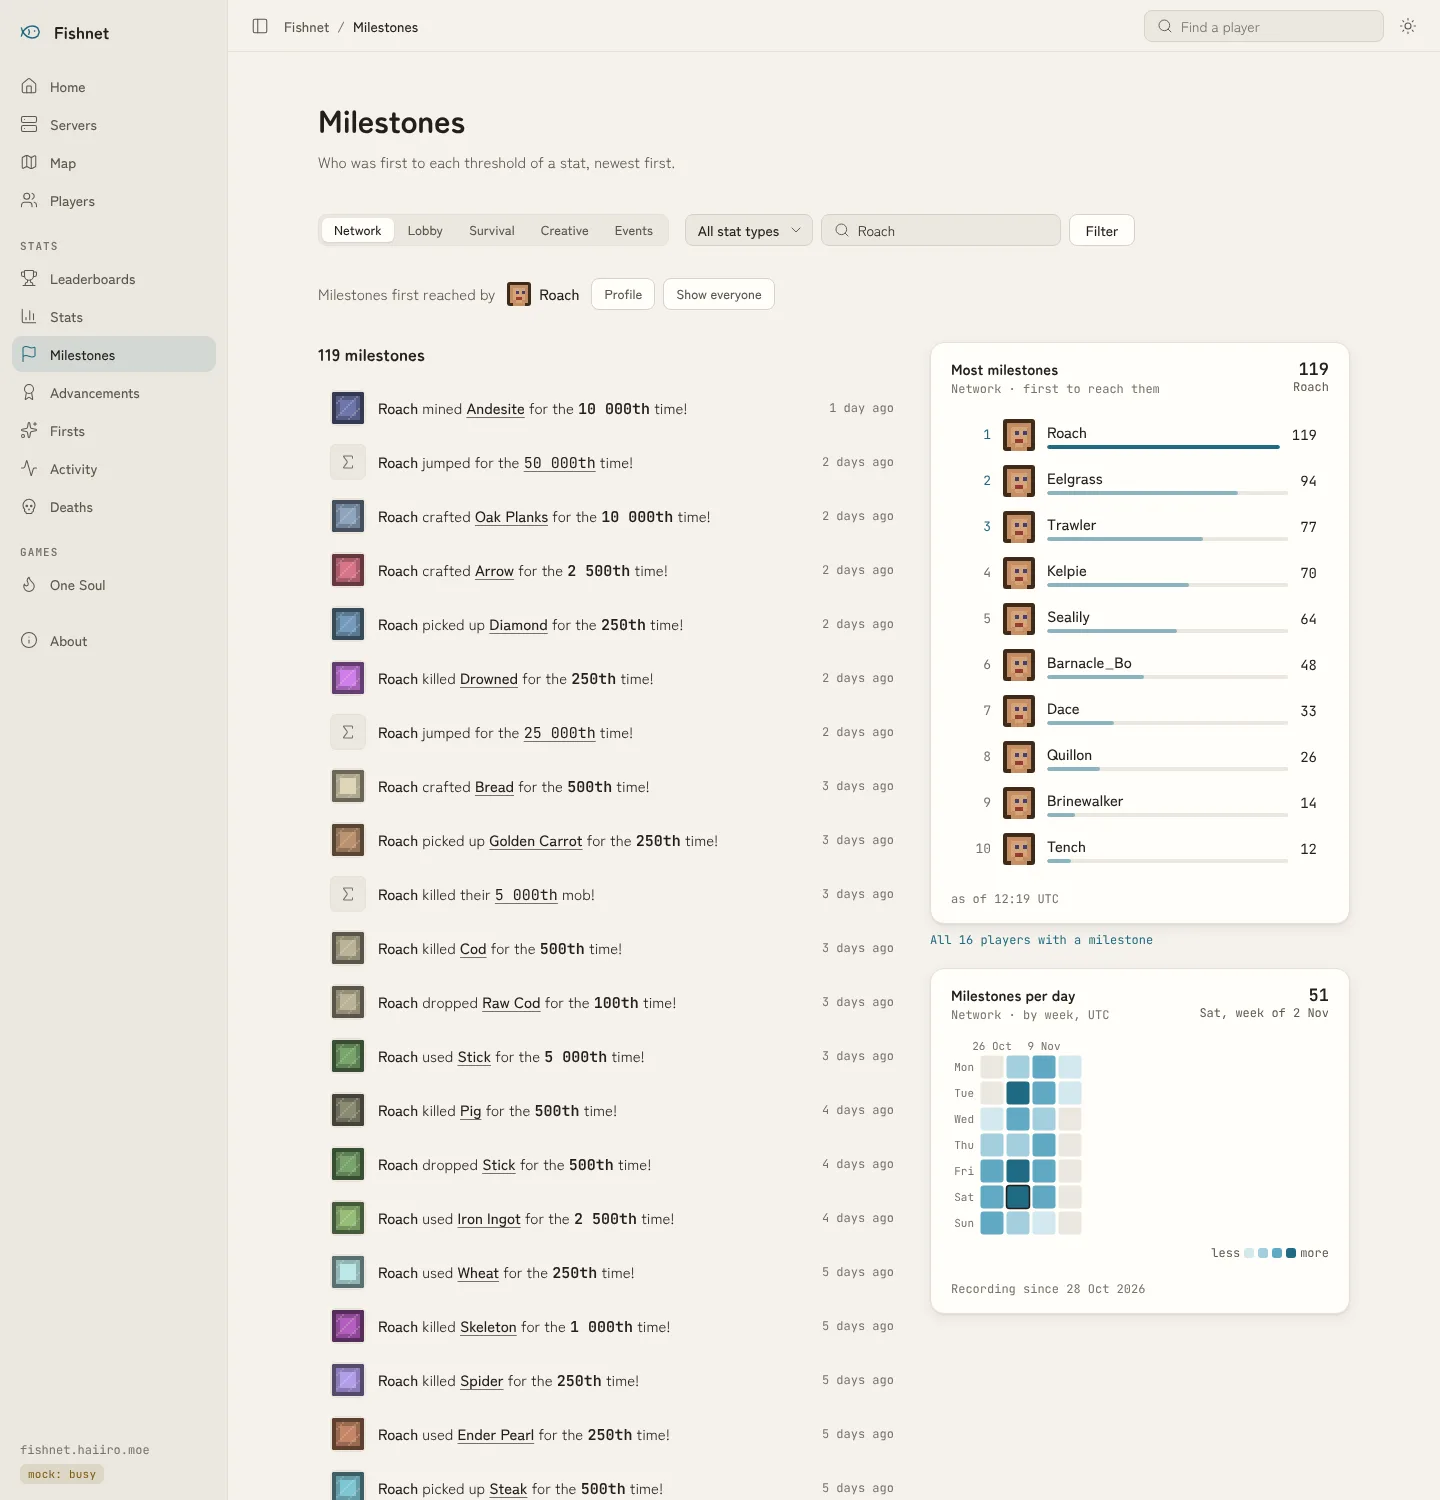 Fishnet
Home
Servers
Map
Players
STATS
Leaderboards
Stats
Milestones
Advancements
Firsts
Activity
Deaths
GAMES
One Soul
About
fishnet.haiiro.moe
mock: busy
Fishnet / Milestones
Find a player
Milestones
Who was first to each threshold of a stat, newest first.
Network Lobby Survival Creative Events
All stat types
Roach
Filter
Milestones first reached by Roach Profile Show everyone
119 milestones
Roach mined Andesite for the 10 000th time! 1 day ago
Σ Roach jumped for the 50 000th time! 2 days ago
Roach crafted Oak Planks for the 10 000th time! 2 days ago
Roach crafted Arrow for the 2 500th time! 2 days ago
Roach picked up Diamond for the 250th time! 2 days ago
Roach killed Drowned for the 250th time! 2 days ago
Σ Roach jumped for the 25 000th time! 2 days ago
Roach crafted Bread for the 500th time! 3 days ago
Roach picked up Golden Carrot for the 250th time! 3 days ago
Σ Roach killed their 5 000th mob! 3 days ago
Roach killed Cod for the 500th time! 3 days ago
Roach dropped Raw Cod for the 100th time! 3 days ago
Roach used Stick for the 5 000th time! 3 days ago
Roach killed Pig for the 500th time! 4 days ago
Roach dropped Stick for the 500th time! 4 days ago
Roach used Iron Ingot for the 2 500th time! 4 days ago
Roach used Wheat for the 250th time! 5 days ago
Roach killed Skeleton for the 1 000th time! 5 days ago
Roach killed Spider for the 250th time! 5 days ago
Roach used Ender Pearl for the 250th time! 5 days ago
Roach picked up Steak for the 500th time! 5 days ago
Most milestones 119
Network · first to reach them Roach
1 Roach 119
2 Eelgrass 94
3 Trawler 77
4 Kelpie 70
5 Sealily 64
6 Barnacle_Bo 48
7 Dace 33
8 Quillon 26
9 Brinewalker 14
10 Tench 12
as of 12:19 UTC
All 16 players with a milestone
Milestones per day 51
Network · by week, UTC Sat, week of 2 Nov
26 Oct 9 Nov
Mon
Tue
Wed
Thu
Fri
Sat
Sun
less more
Recording since 28 Oct 2026